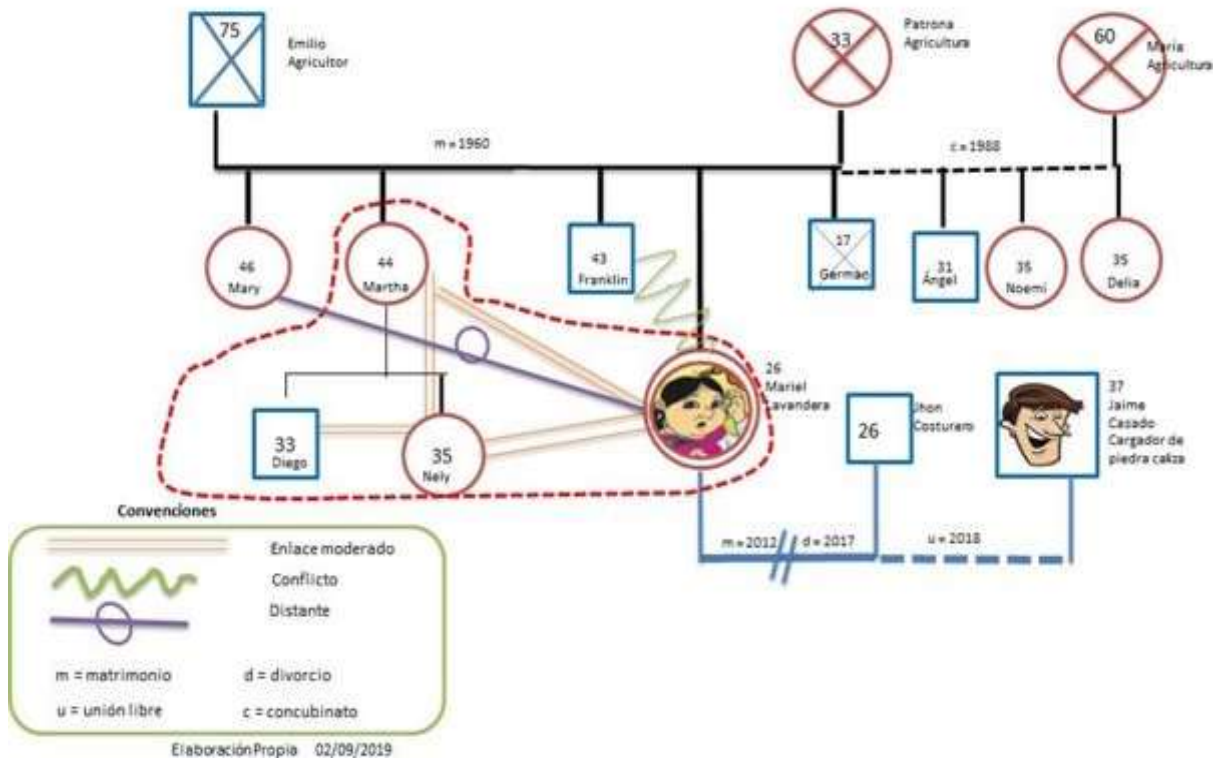 75
Emilio
Agricultor
33
Patrona
Agricultura
60
María
Agricultura
m = 1960
c = 1988
46
Mary
44
Martha
43
Franklin
17
German
31
Ángel
35
Noemi
35
Delia
33
Diego
35
Nely
26
Mariel
Lavandera
26
Jhon
Costurero
37
Jaime
Casado
Cargador de
piedra caliza
m = 2012
d = 2017
u = 2018
Convenciones
Enlace moderado
Conflicto
Distante
m = matrimonio d = divorcio
u = unión libre c = concubinato
Elaboración Propia 02/09/2019